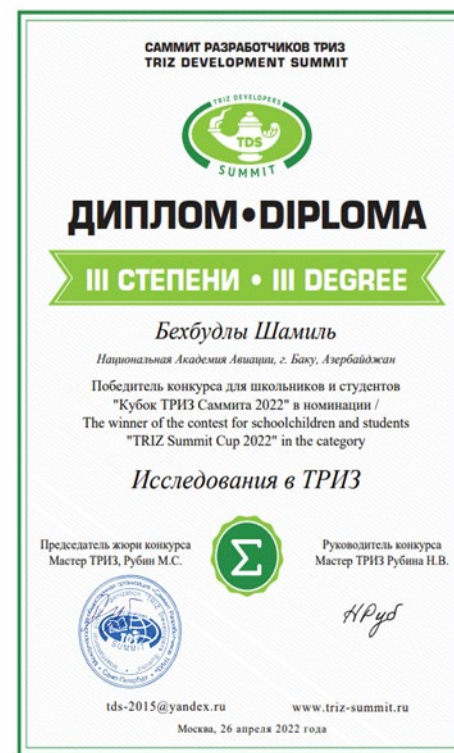 САММИТ РАЗРАБОТЧИКОВ ТРИЗ
TRIZ DEVELOPMENT SUMMIT
TRIZ DEVELOPERS
TDS
SUMMIT
ДИПЛОМ•DIPLOMA
III СТЕПЕНИ • III DEGREE
Бехбудлы Шамиль
Национальная Академия Авиации, г. Баку, Азербайджан
Победитель конкурса для школьников и студентов
"Кубок ТРИЗ Саммита 2022" в номинации /
The winner of the contest for schoolchildren and students
"TRIZ Summit Cup 2022" in the category
Исследования в ТРИЗ
Председатель жюри конкурса
Мастер ТРИЗ, Рубин М.С.
Σ
Руководитель конкурса
Мастер ТРИЗ Рубина Н.В.
SUMMIT
НРуб
tds-2015@yandex.ru
www.triz-summit.ru
Москва, 26 апреля 2022 года